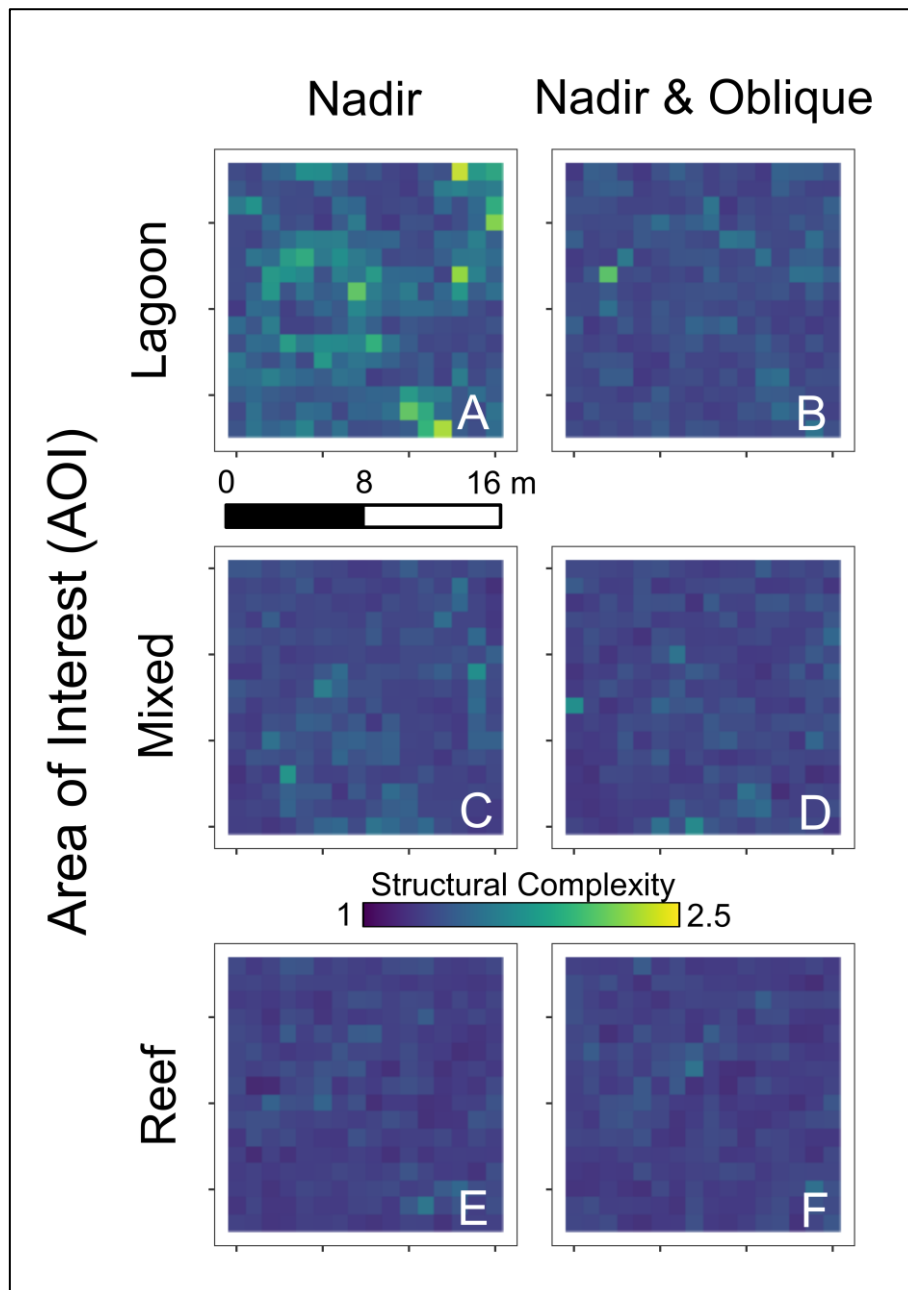 Nadir
Nadir & Oblique
Area of Interest (AOI)
Lagoon
A
B
0 8 16 m
Mixed
C
D
Structural Complexity
1 2.5
Reef
E
F